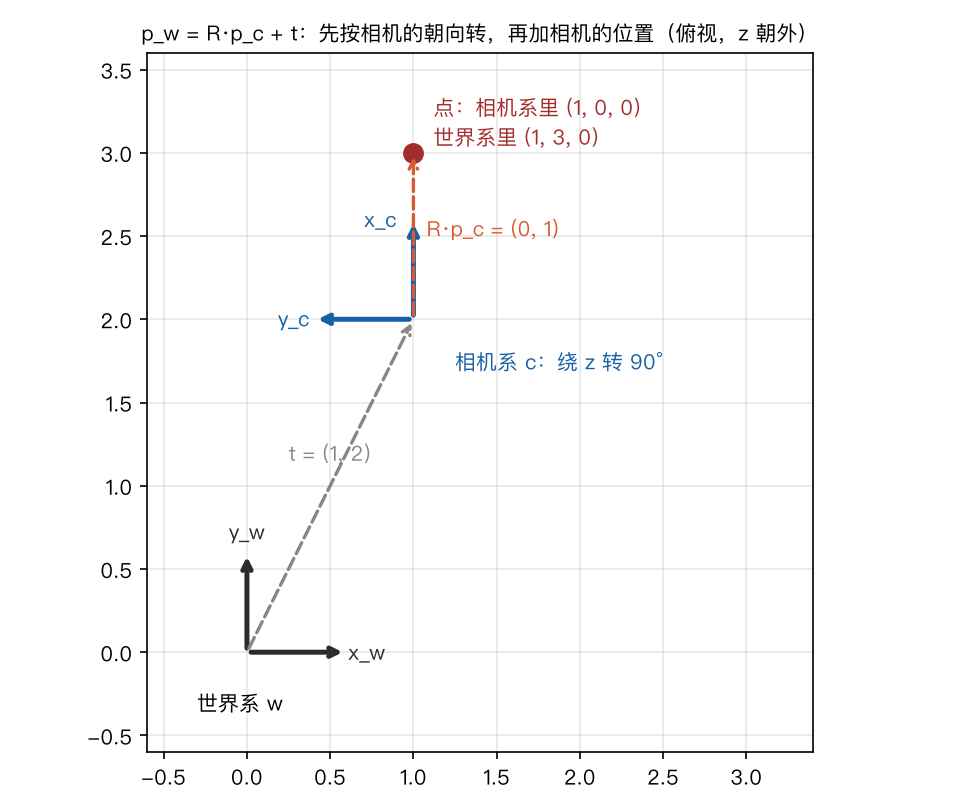 p_w = R·p_c + t：先按相机的朝向转，再加相机的位置（俯视，z 朝外）
3.5
点：相机系里 (1, 0, 0)
世界系里 (1, 3, 0)
3.0
x_c
R·p_c = (0, 1)
2.5
y_c
2.0
相机系 c：绕 z 转 90°
1.5
t = (1, 2)
1.0
y_w
0.5
x_w
0.0
世界系 w
−0.5
−0.5 0.0 0.5 1.0 1.5 2.0 2.5 3.0